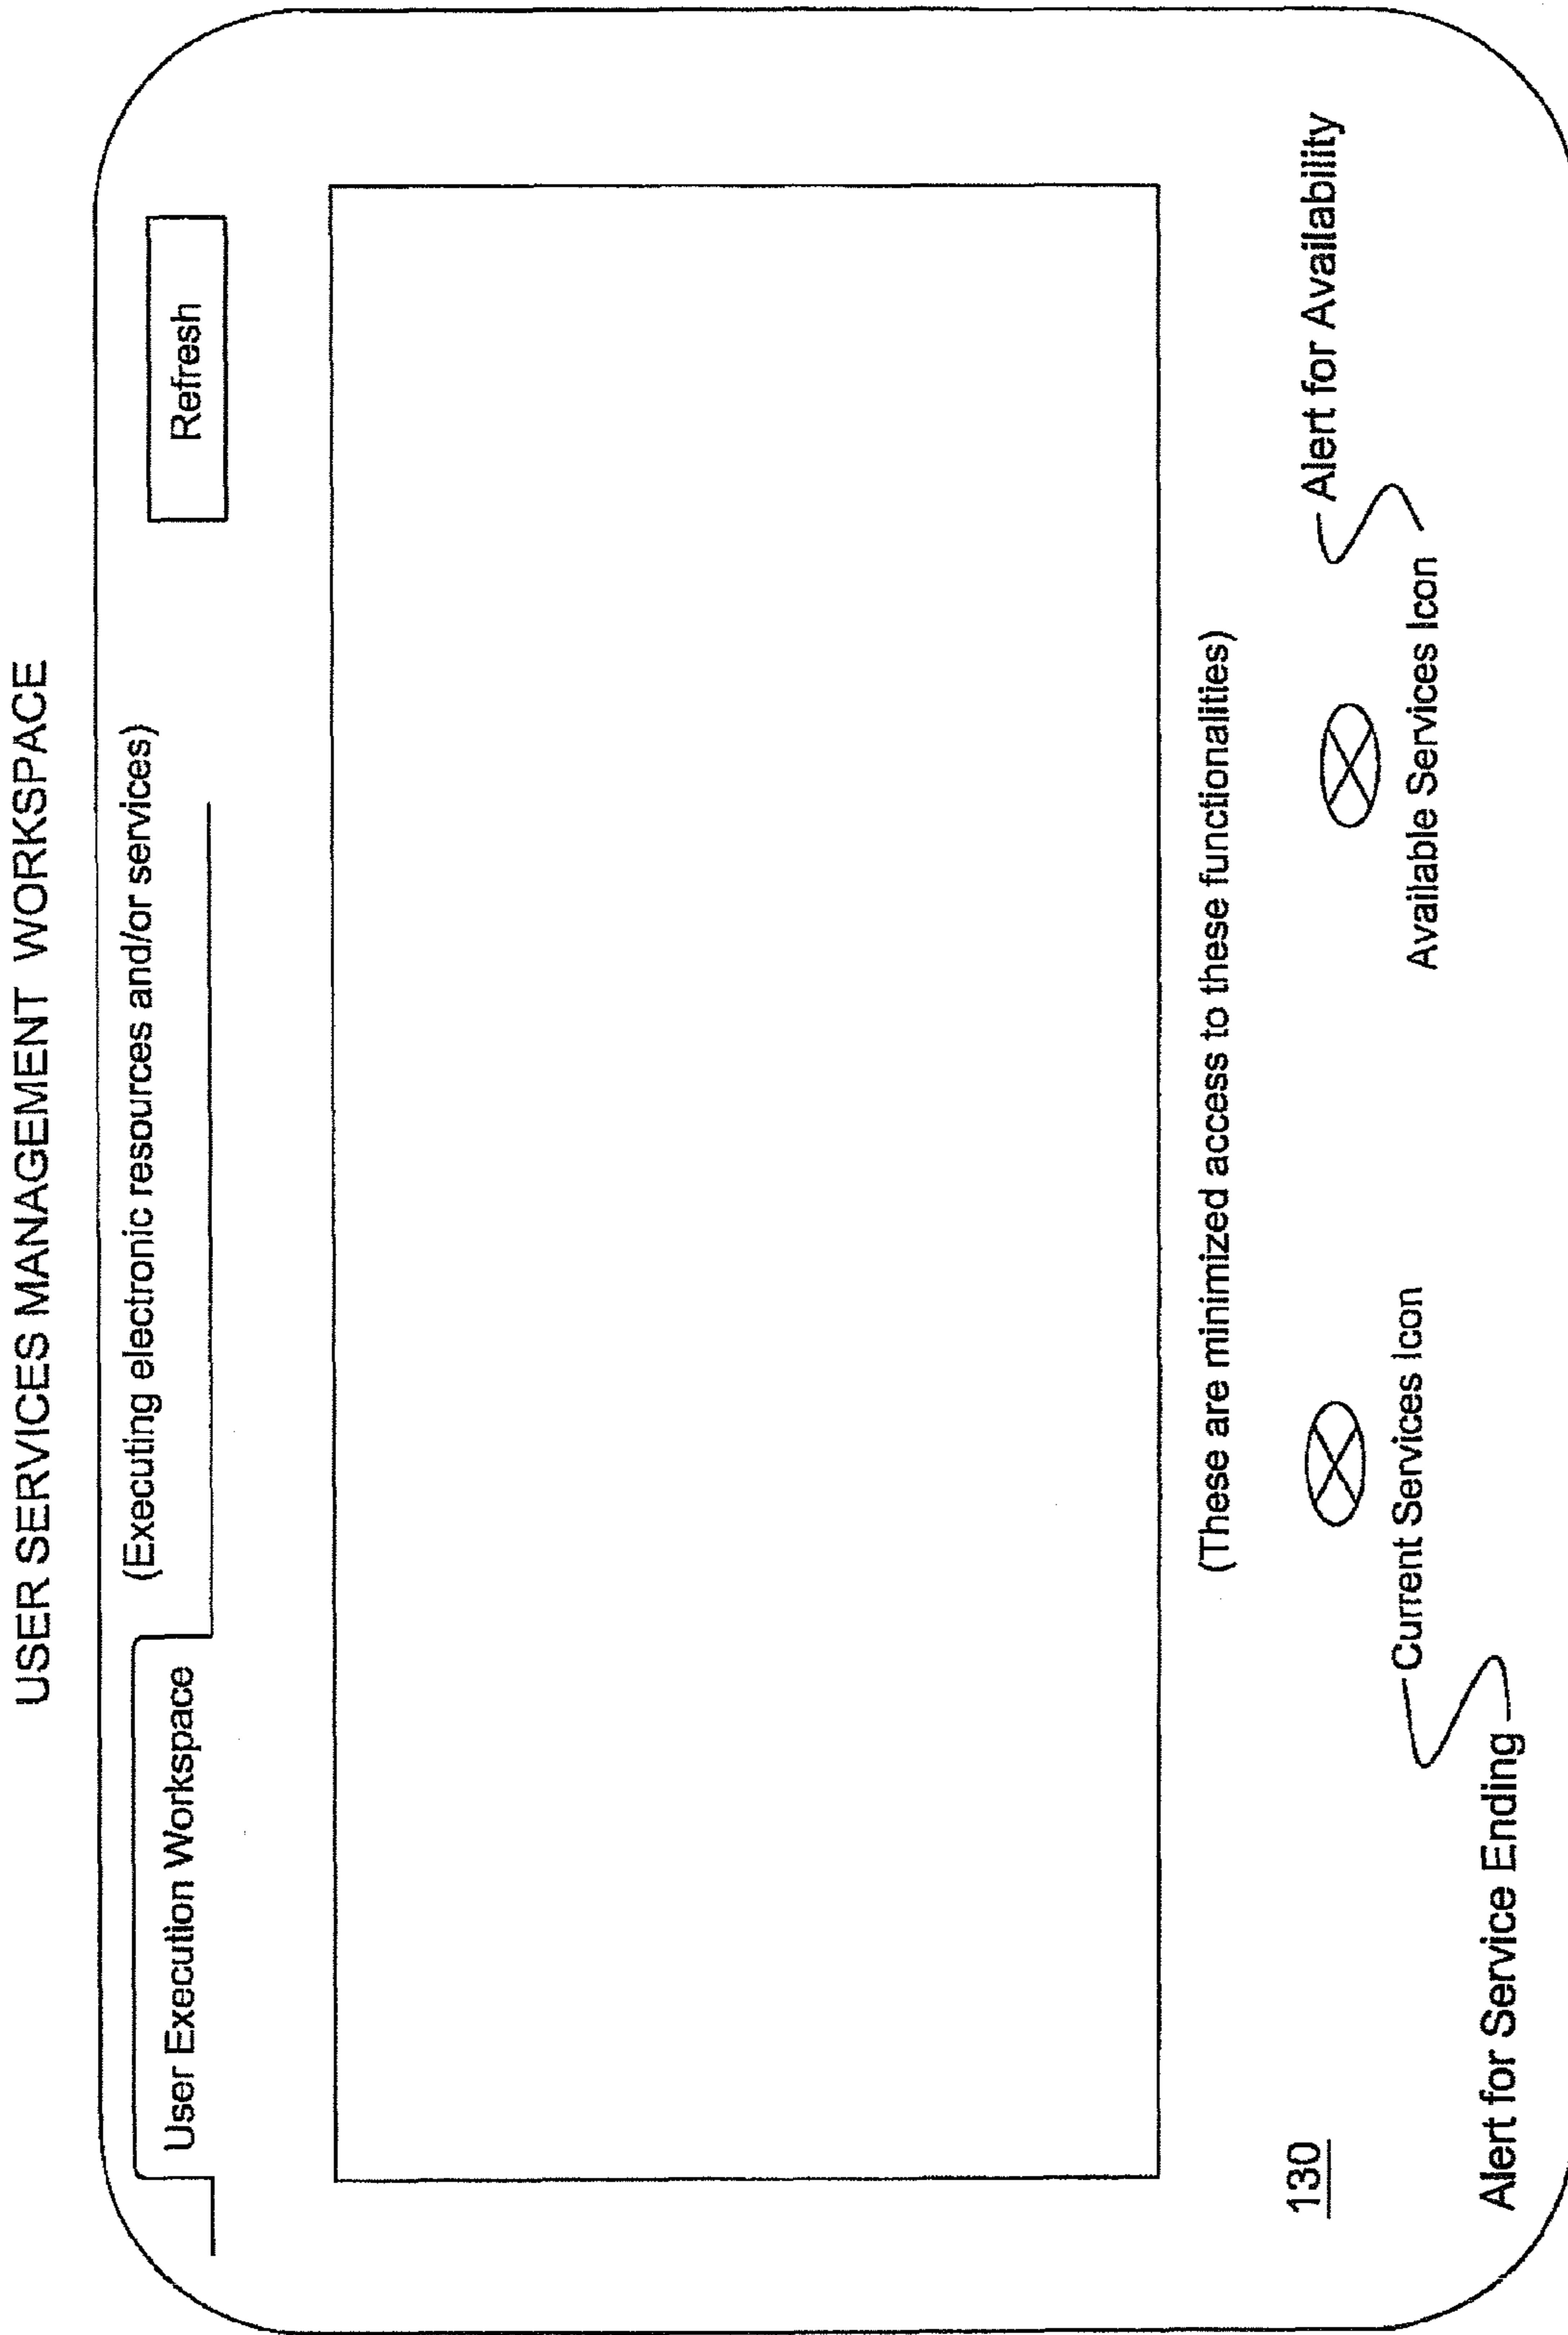 USER SERVICES MANAGEMENT WORKSPACE
User Execution Workspace
(Executing electronic resources and/or services)
Refresh
(These are minimized access to these functionalities)
130
Alert for Availability
Current Services Icon
Available Services Icon
Alert for Service Ending